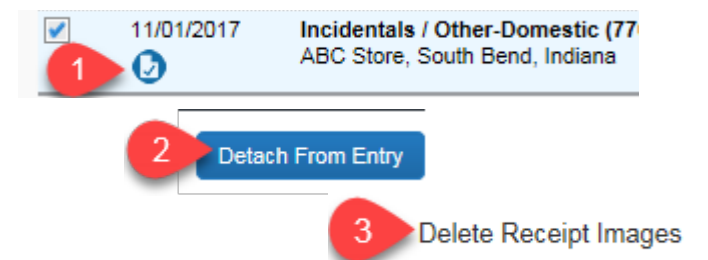 11/01/2017 Incidentals / Other-Domestic (77
ABC Store, South Bend, Indiana
1
2 Detach From Entry
3 Delete Receipt Images